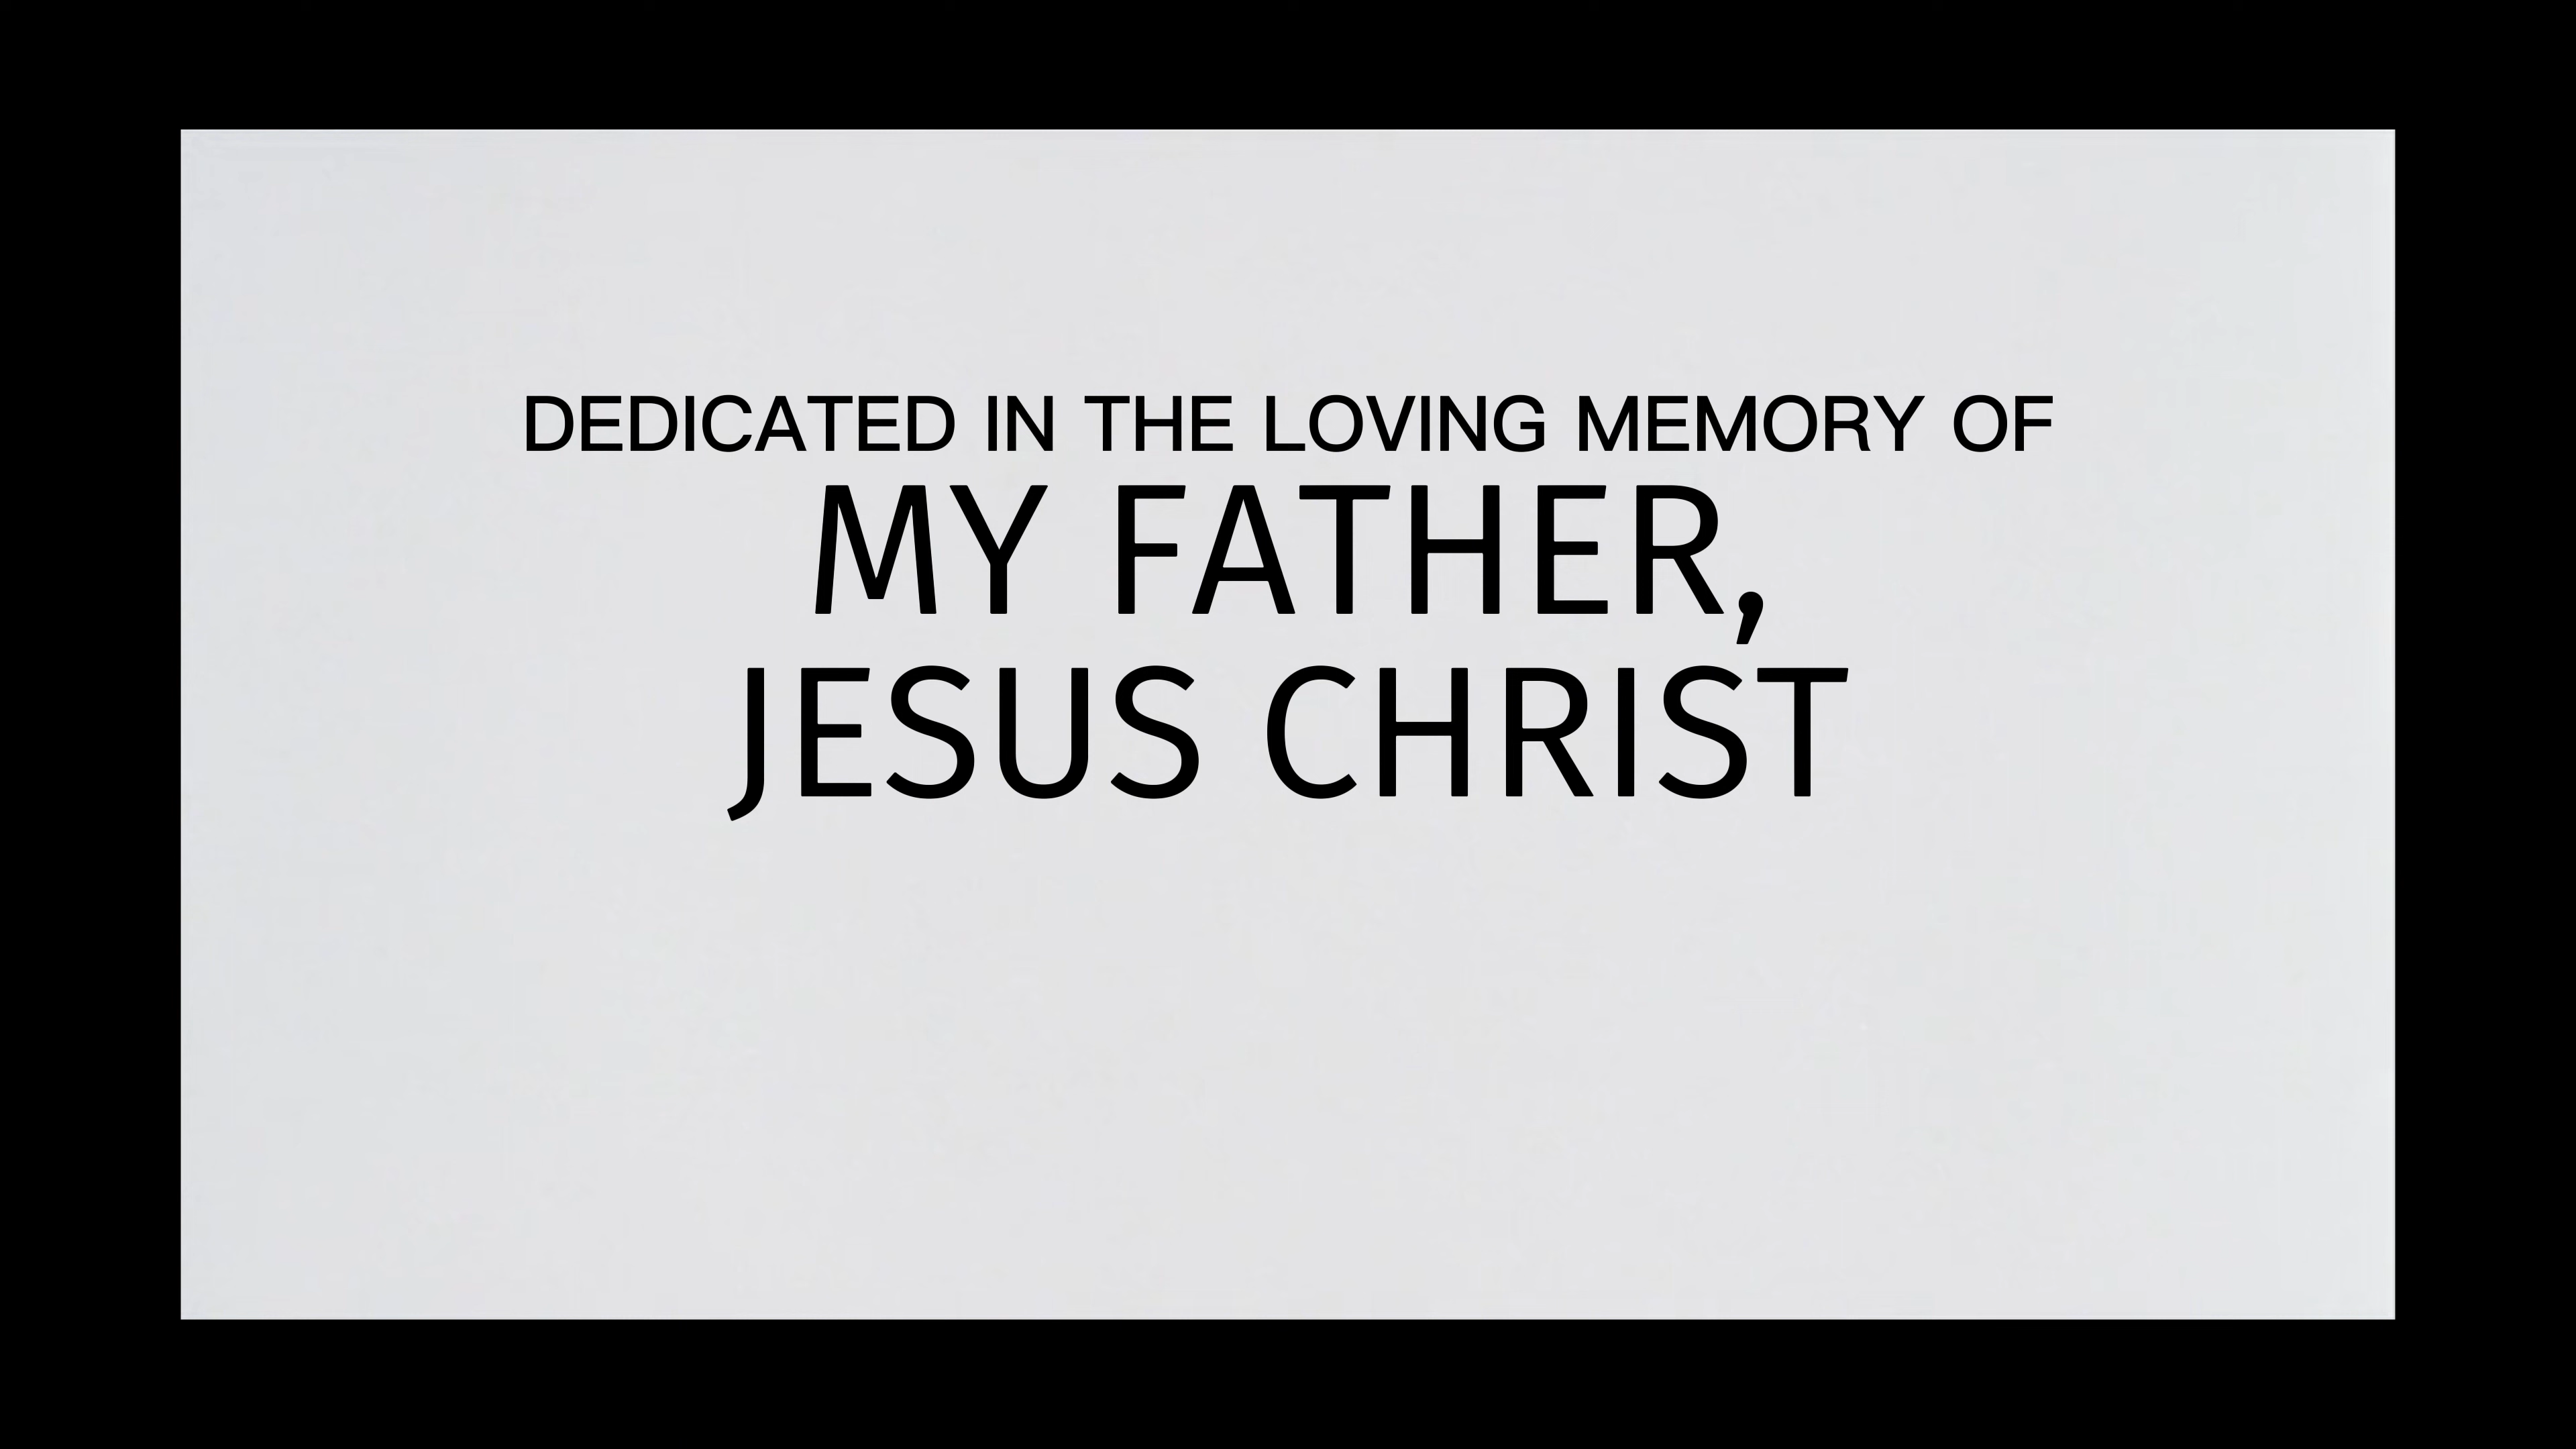 DEDICATED IN THE LOVING MEMORY OF
MY FATHER,
JESUS CHRIST